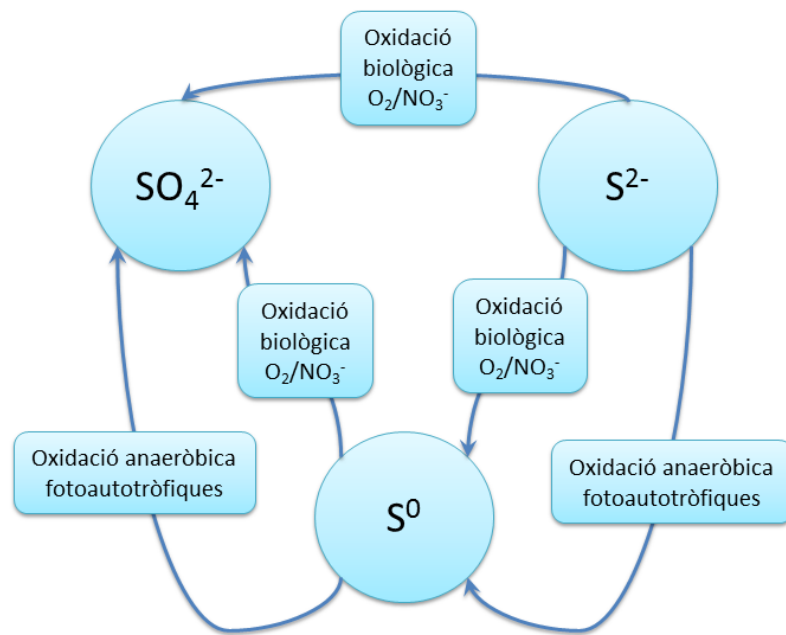 Oxidació
biològica
O₂/NO₃⁻
SO₄²⁻
S²⁻
Oxidació
biològica
O₂/NO₃⁻
Oxidació
biològica
O₂/NO₃⁻
Oxidació anaeròbica
fotoautotròfiques
Oxidació anaeròbica
fotoautotròfiques
S⁰